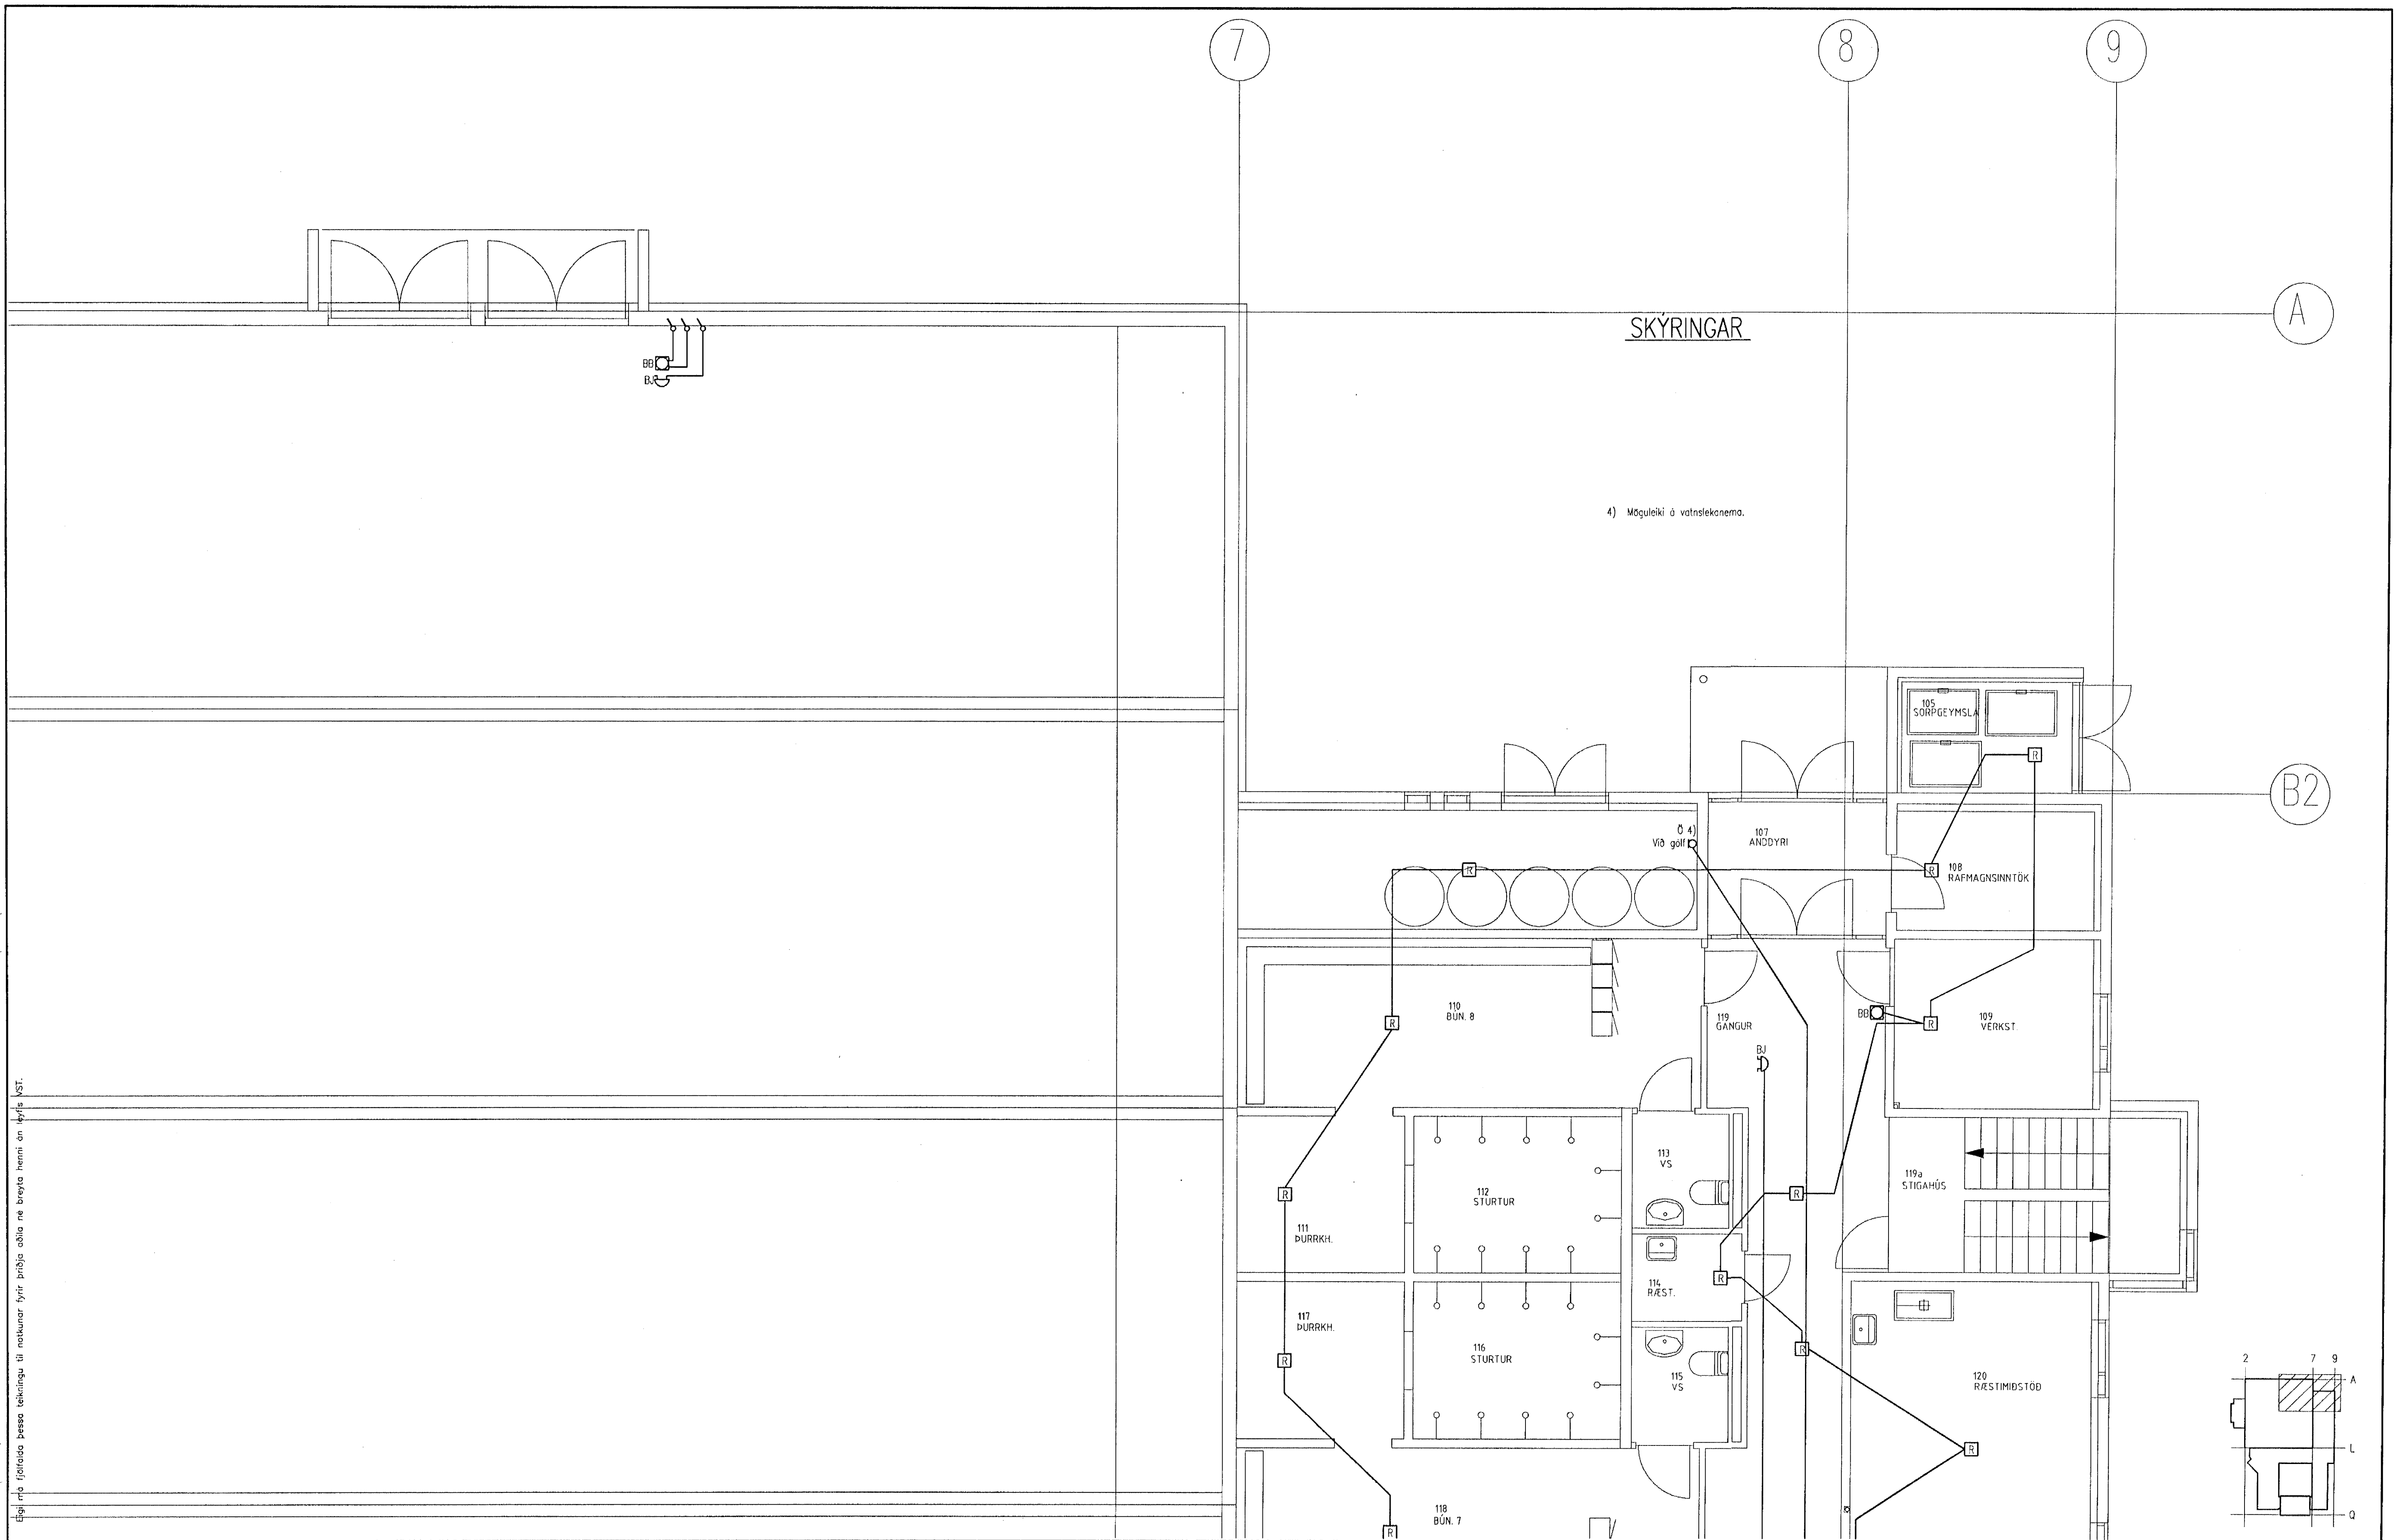 7
8
9
A
SKÝRINGAR
BB
BJ
4) Möguleiki á vatnslekanema.
105
SORPGEYMSLA
R
B2
Ö 4)
Við gólf
107
ANDDYRI
R
R
108
RAFMAGNSINNTÖK
110
BÚN. 8
R
119
GANGUR
BB
R
109
VERKST.
BJ
113
VS
119a
STIGAHÚS
R
112
STURTUR
R
111
ÞURRKH.
114
RÆST.
R
117
ÞURRKH.
116
STURTUR
R
R
115
VS
120
RÆSTIMIÐSTÖÐ
R
118
BÚN. 7
R
2 7 9
A
L
Q
Eigi má fjölfalda þessa teikningu til notkunar fyrir þriðja aðila né breyta henni án leyfis VST.